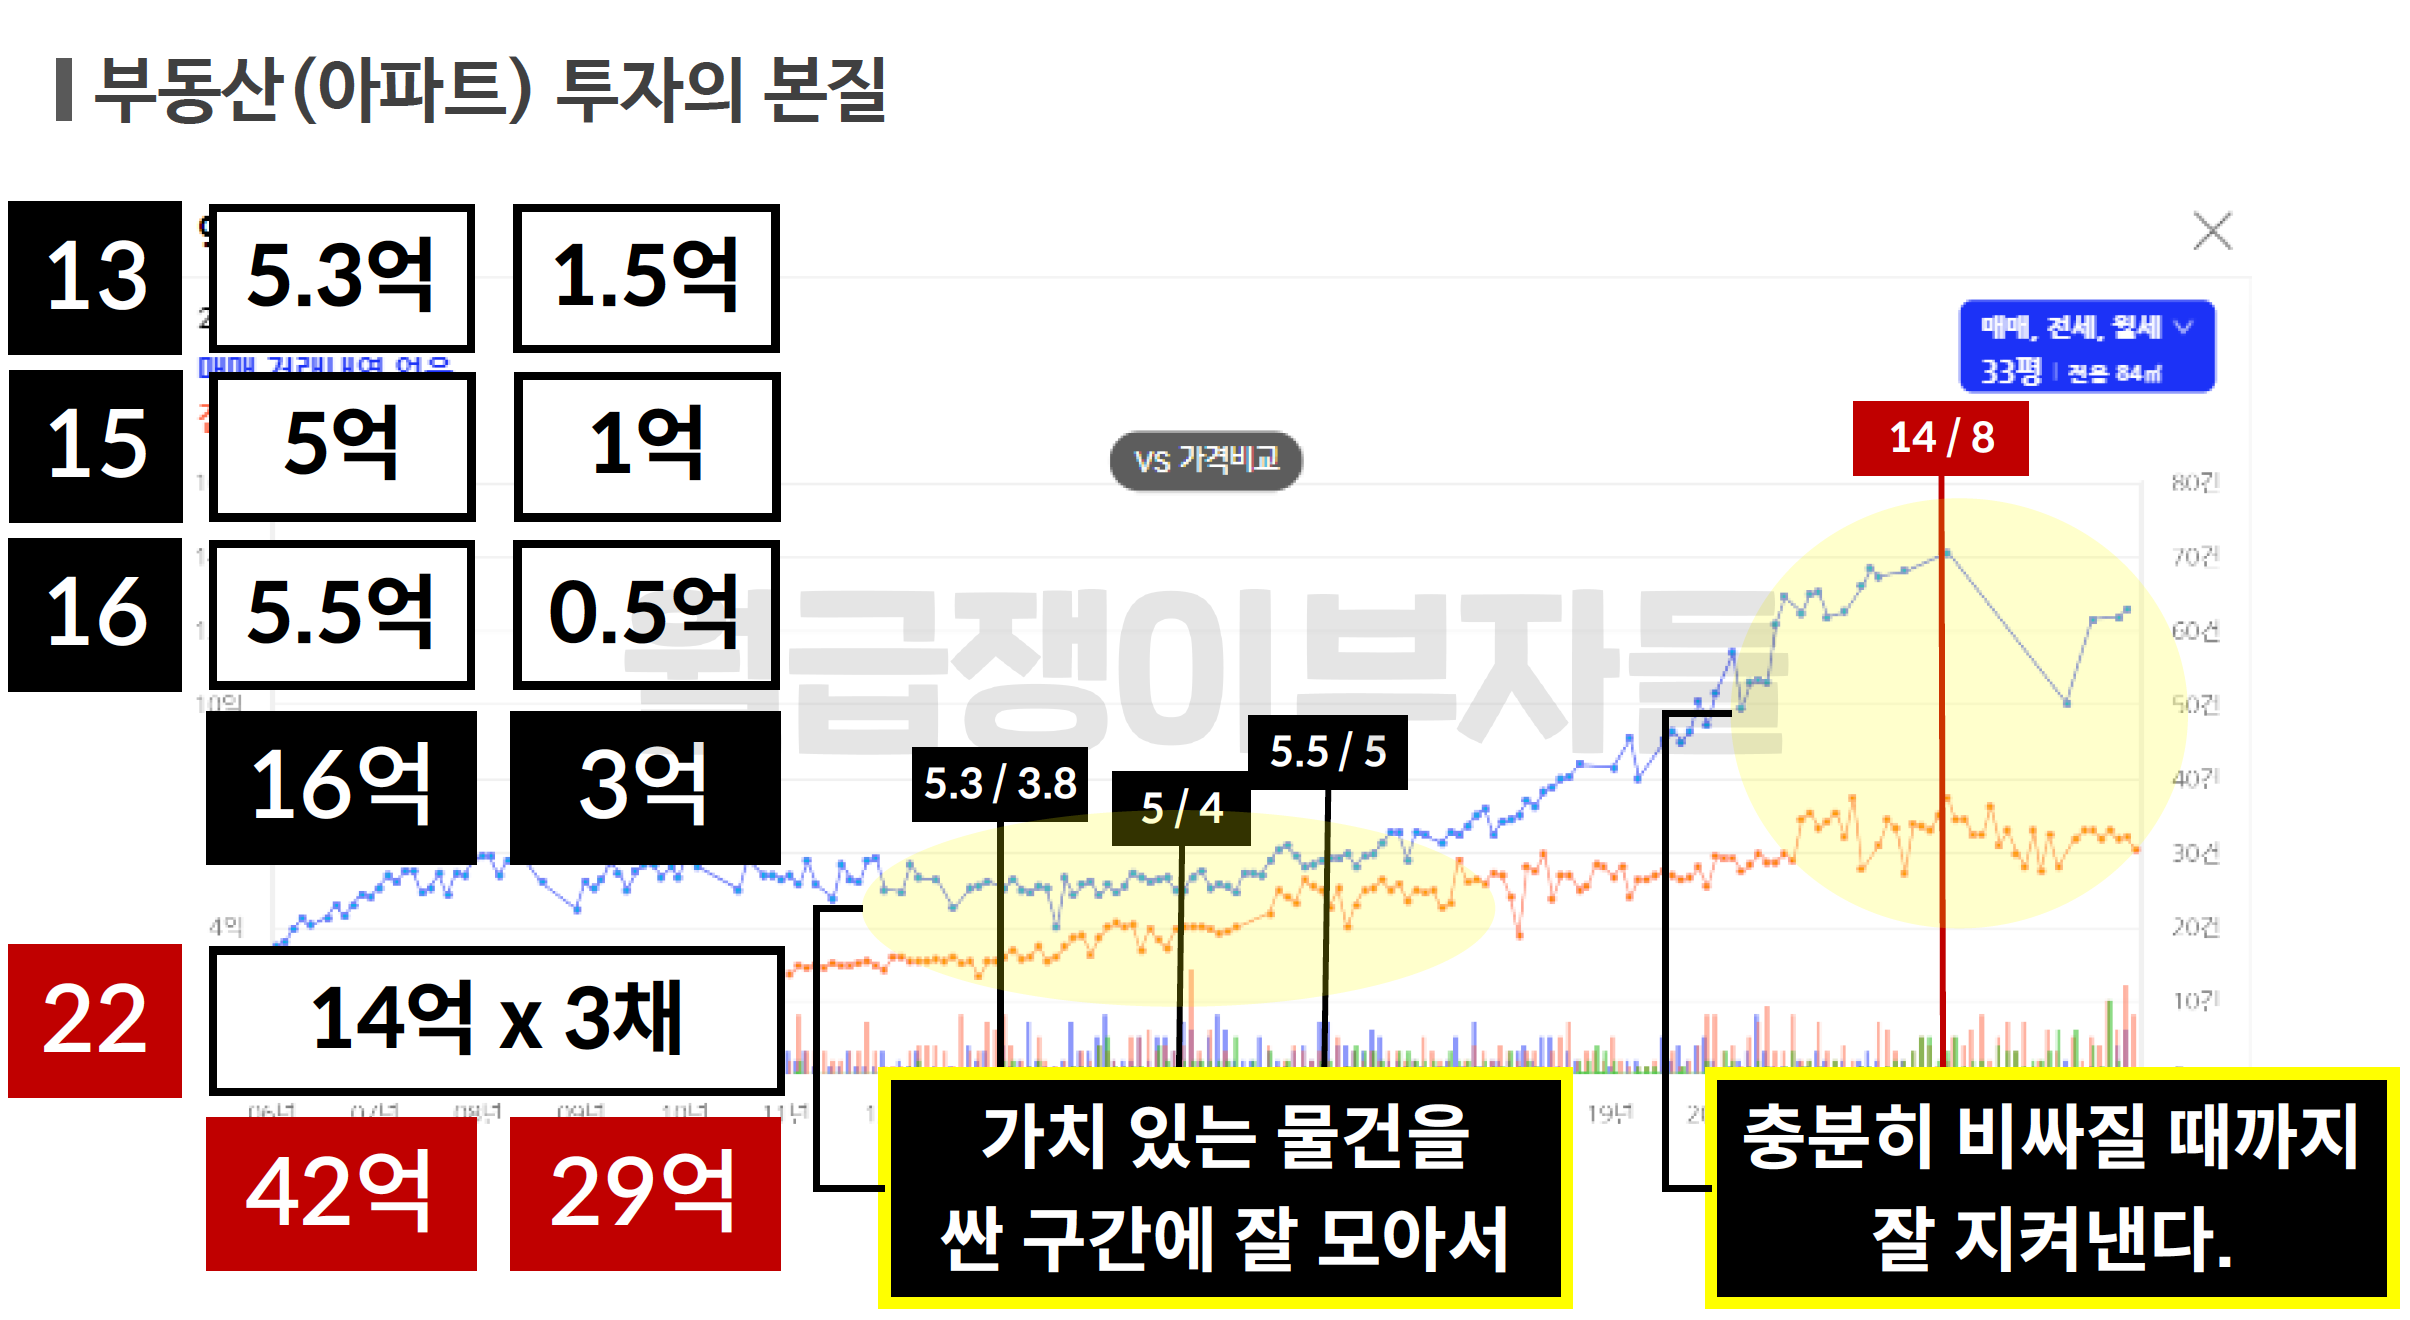 부동산(아파트) 투자의 본질
13 5.3억 1.5억
15 5억 1억
16 5.5억 0.5억
16억 3억
22 14억 x 3채
42억 29억
매매, 전세, 월세
33평 전용 84㎡
VS 가격비교
14 / 8
월급쟁이부자들
5.3 / 3.8
5 / 4
5.5 / 5
80건
70건
60건
50건
40건
30건
20건
10건
10억
4억
06년 07년 08년 09년 10년 11년 19년
가치 있는 물건을
싼 구간에 잘 모아서
충분히 비싸질 때까지
잘 지켜낸다.